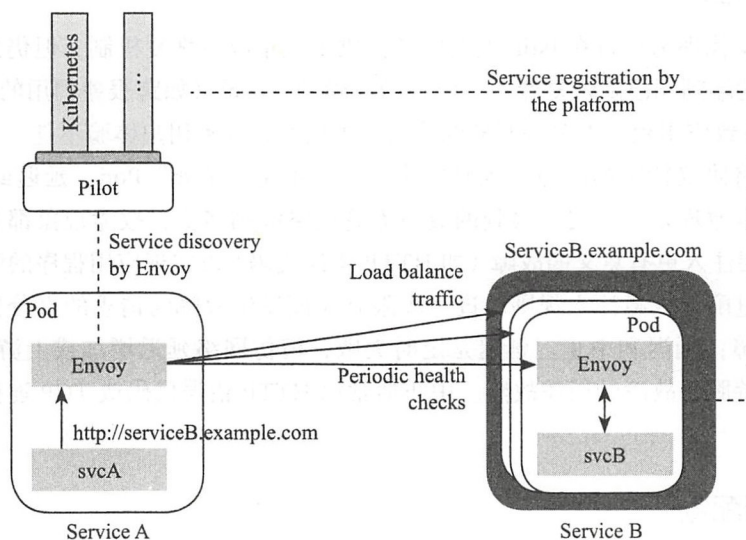 Kubernetes
...
Service registration by
the platform
Pilot
Service discovery
by Envoy
ServiceB.example.com
Load balance
traffic
Pod
Pod
Envoy
Envoy
Periodic health
checks
http://serviceB.example.com
svcA
svcB
Service A
Service B